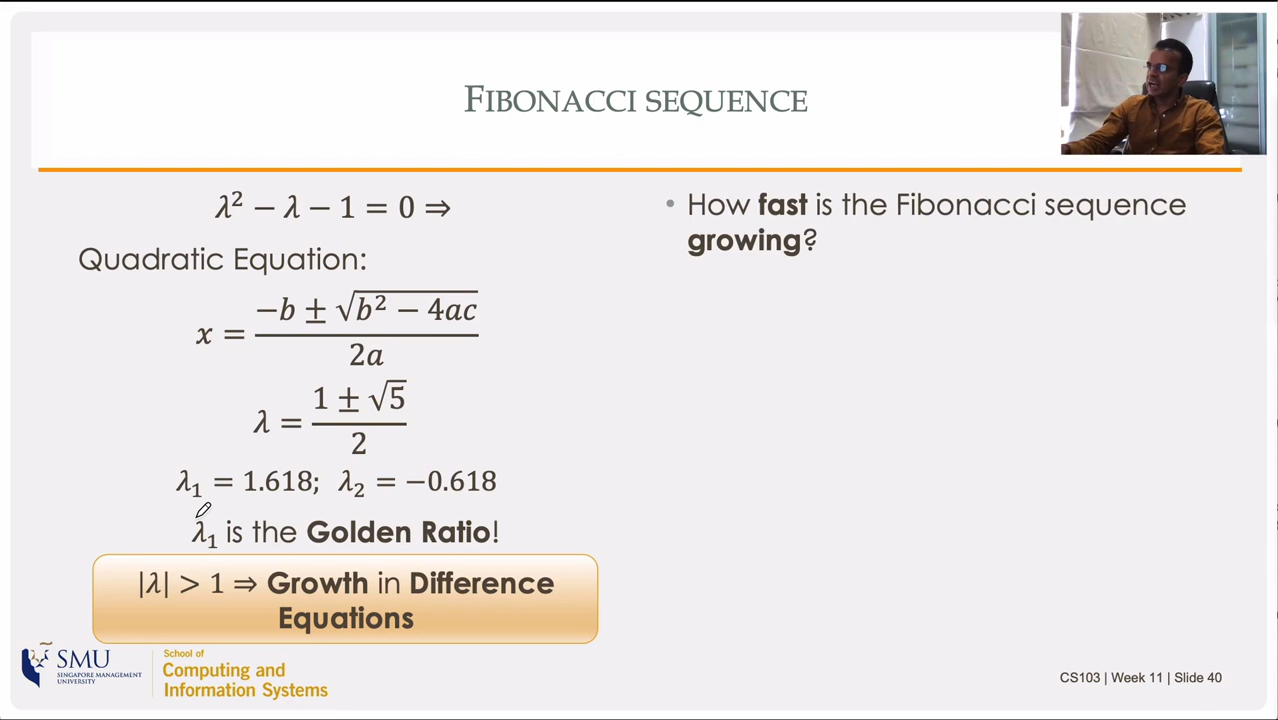 FIBONACCI SEQUENCE
λ² − λ − 1 = 0 ⇒
Quadratic Equation:
x = (−b ± √(b² − 4ac)) / 2a
λ = (1 ± √5) / 2
λ₁ = 1.618; λ₂ = −0.618
λ₁ is the Golden Ratio!
|λ| > 1 ⇒ Growth in Difference
Equations
• How fast is the Fibonacci sequence
growing?
SMU
SINGAPORE MANAGEMENT
UNIVERSITY
School of
Computing and
Information Systems
CS103 | Week 11 | Slide 40